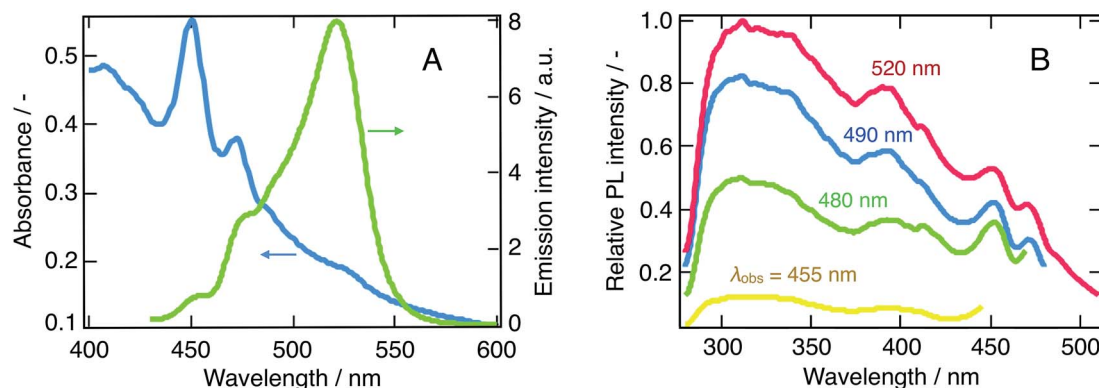 A
Absorbance / -
0.5
0.4
0.3
0.2
0.1
400
450
500
550
600
Wavelength / nm
8
6
4
2
0
Emission intensity / a.u.
B
Relative PL intensity / -
1.0
0.8
0.6
0.4
0.2
520 nm
490 nm
480 nm
λobs = 455 nm
300
350
400
450
500
Wavelength / nm